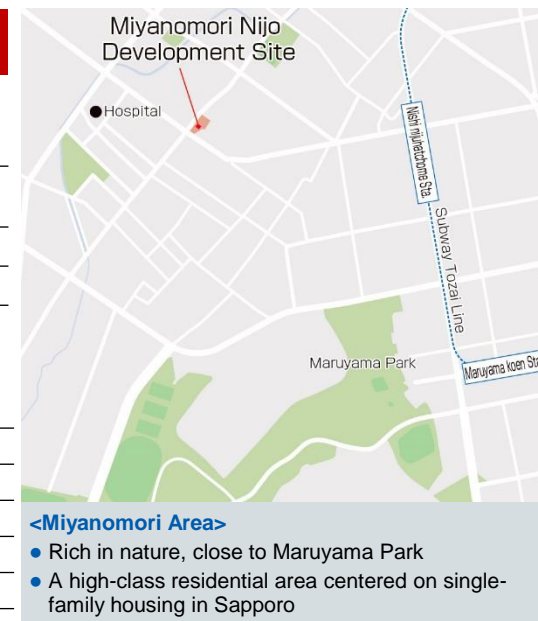 Miyanomori Nijo
Development Site
Hospital
Nishi nijuhatchome Sta.
Subway Tozai Line
Maruyama Park
Maruyama koen Sta
<Miyanomori Area>
● Rich in nature, close to Maruyama Park
● A high-class residential area centered on single-
family housing in Sapporo